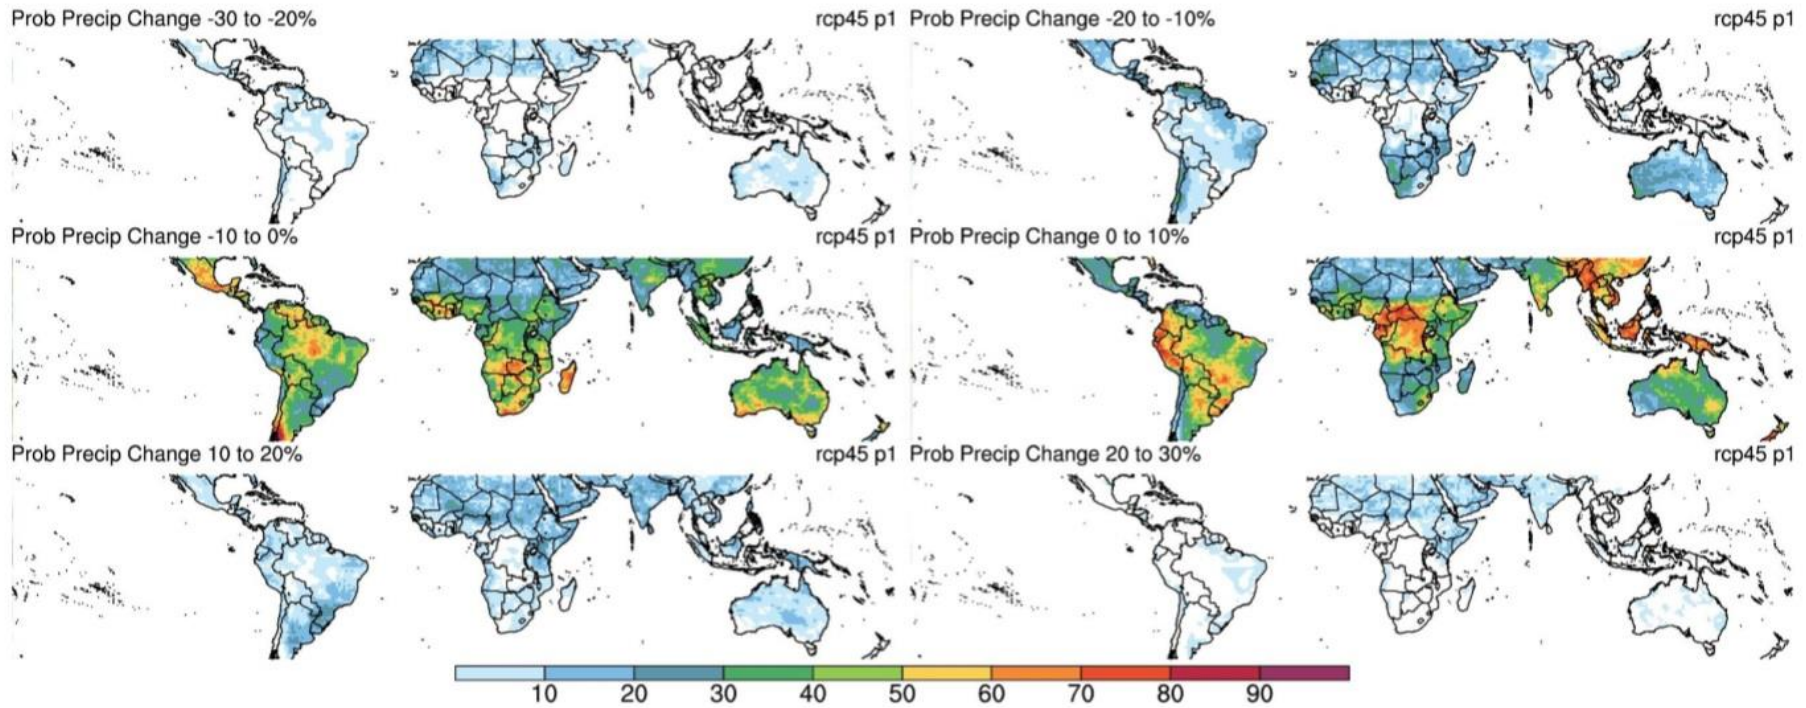 Prob Precip Change -30 to -20% rcp45 p1 Prob Precip Change -20 to -10% rcp45 p1
Prob Precip Change -10 to 0% rcp45 p1 Prob Precip Change 0 to 10% rcp45 p1
Prob Precip Change 10 to 20% rcp45 p1 Prob Precip Change 20 to 30% rcp45 p1
10 20 30 40 50 60 70 80 90